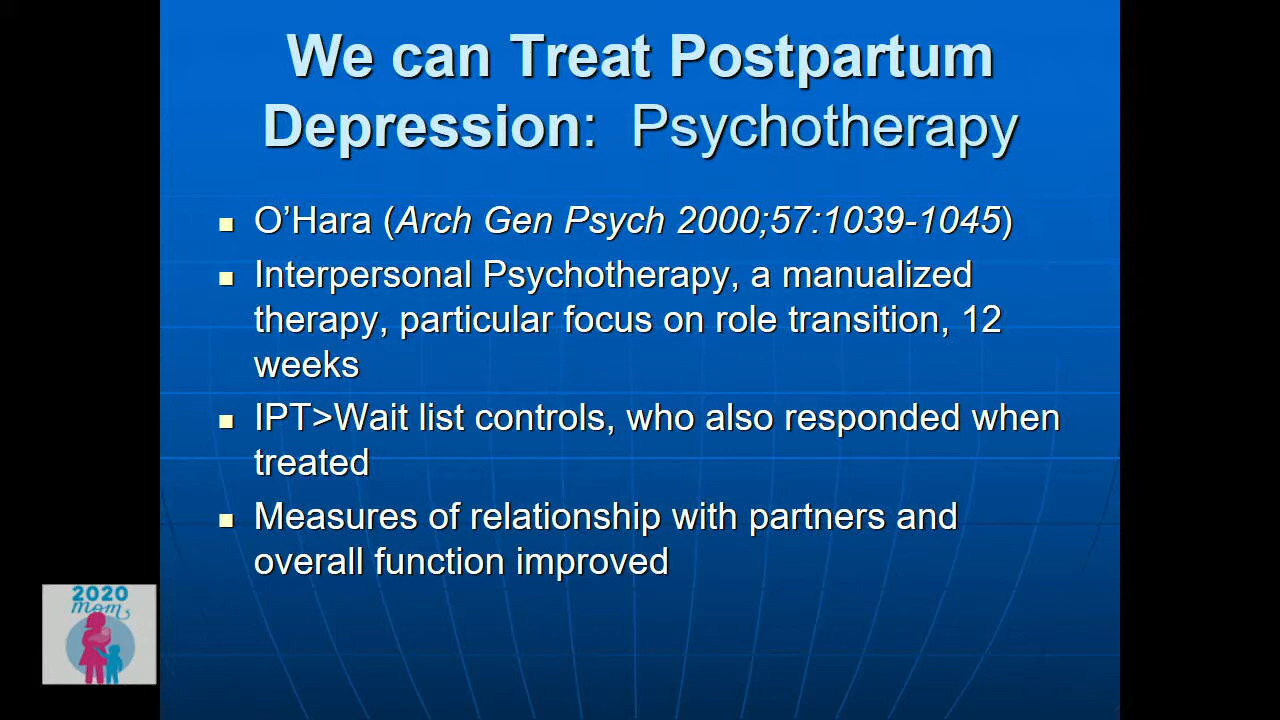 We can Treat Postpartum
Depression: Psychotherapy
O’Hara (Arch Gen Psych 2000;57:1039-1045)
Interpersonal Psychotherapy, a manualized
therapy, particular focus on role transition, 12
weeks
IPT>Wait list controls, who also responded when
treated
Measures of relationship with partners and
overall function improved
2020
mom